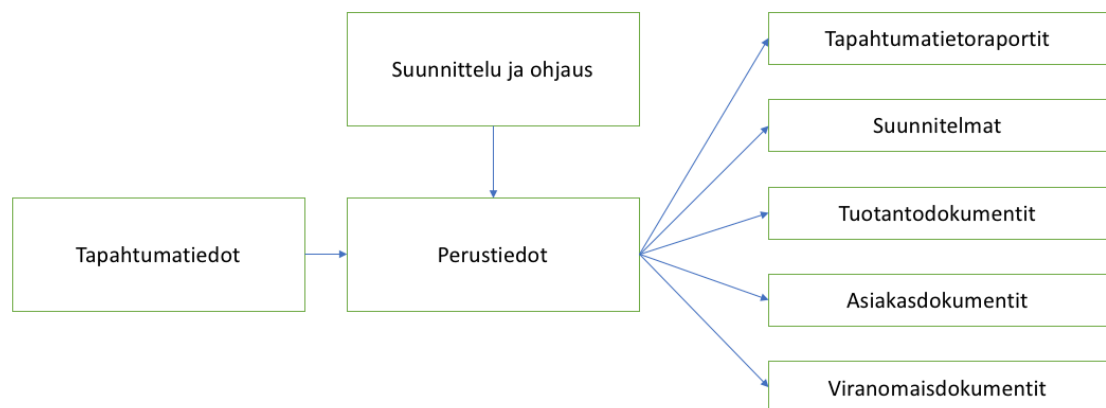 Suunnittelu ja ohjaus
Tapahtumatiedot
Perustiedot
Tapahtumatietoraportit
Suunnitelmat
Tuotantodokumentit
Asiakasdokumentit
Viranomaisdokumentit